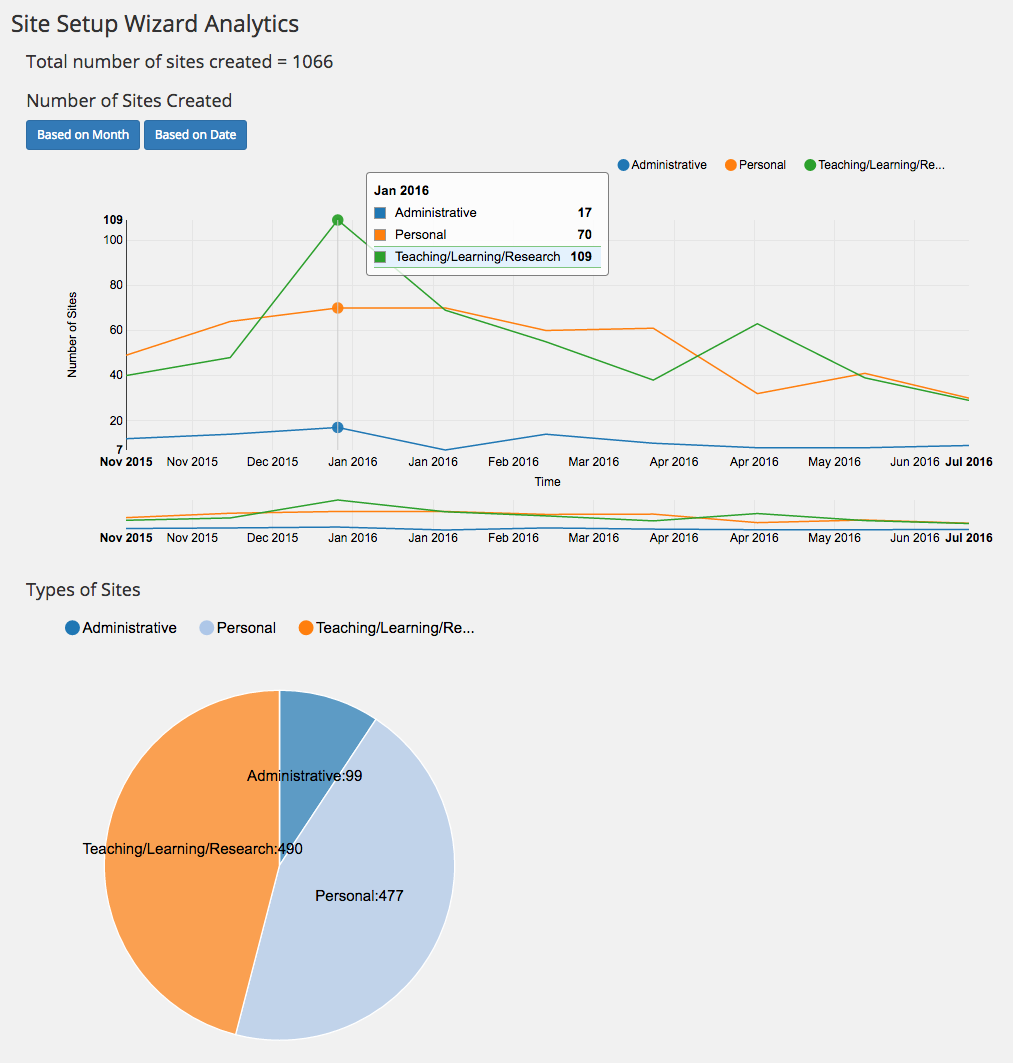 Site Setup Wizard Analytics
Total number of sites created = 1066
Number of Sites Created
Based on Month Based on Date
Administrative Personal Teaching/Learning/Re...
Jan 2016
Administrative 17
Personal 70
Teaching/Learning/Research 109
109
100
80
60
40
20
7
Number of Sites
Nov 2015 Nov 2015 Dec 2015 Jan 2016 Jan 2016 Feb 2016 Mar 2016 Apr 2016 Apr 2016 May 2016 Jun 2016 Jul 2016
Time
Nov 2015 Nov 2015 Dec 2015 Jan 2016 Jan 2016 Feb 2016 Mar 2016 Apr 2016 Apr 2016 May 2016 Jun 2016 Jul 2016
Types of Sites
Administrative Personal Teaching/Learning/Re...
Administrative:99
Teaching/Learning/Research:490
Personal:477